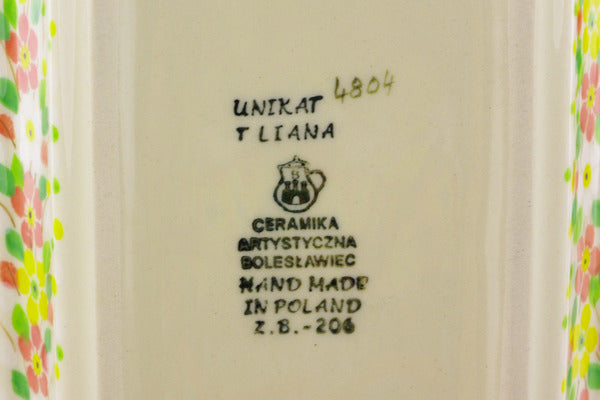 UNIKAT 4804
T LIANA
B
CERAMIKA
ARTYSTYCZNA
BOLESŁAWIEC
HAND MADE
IN POLAND
Z.B.-206